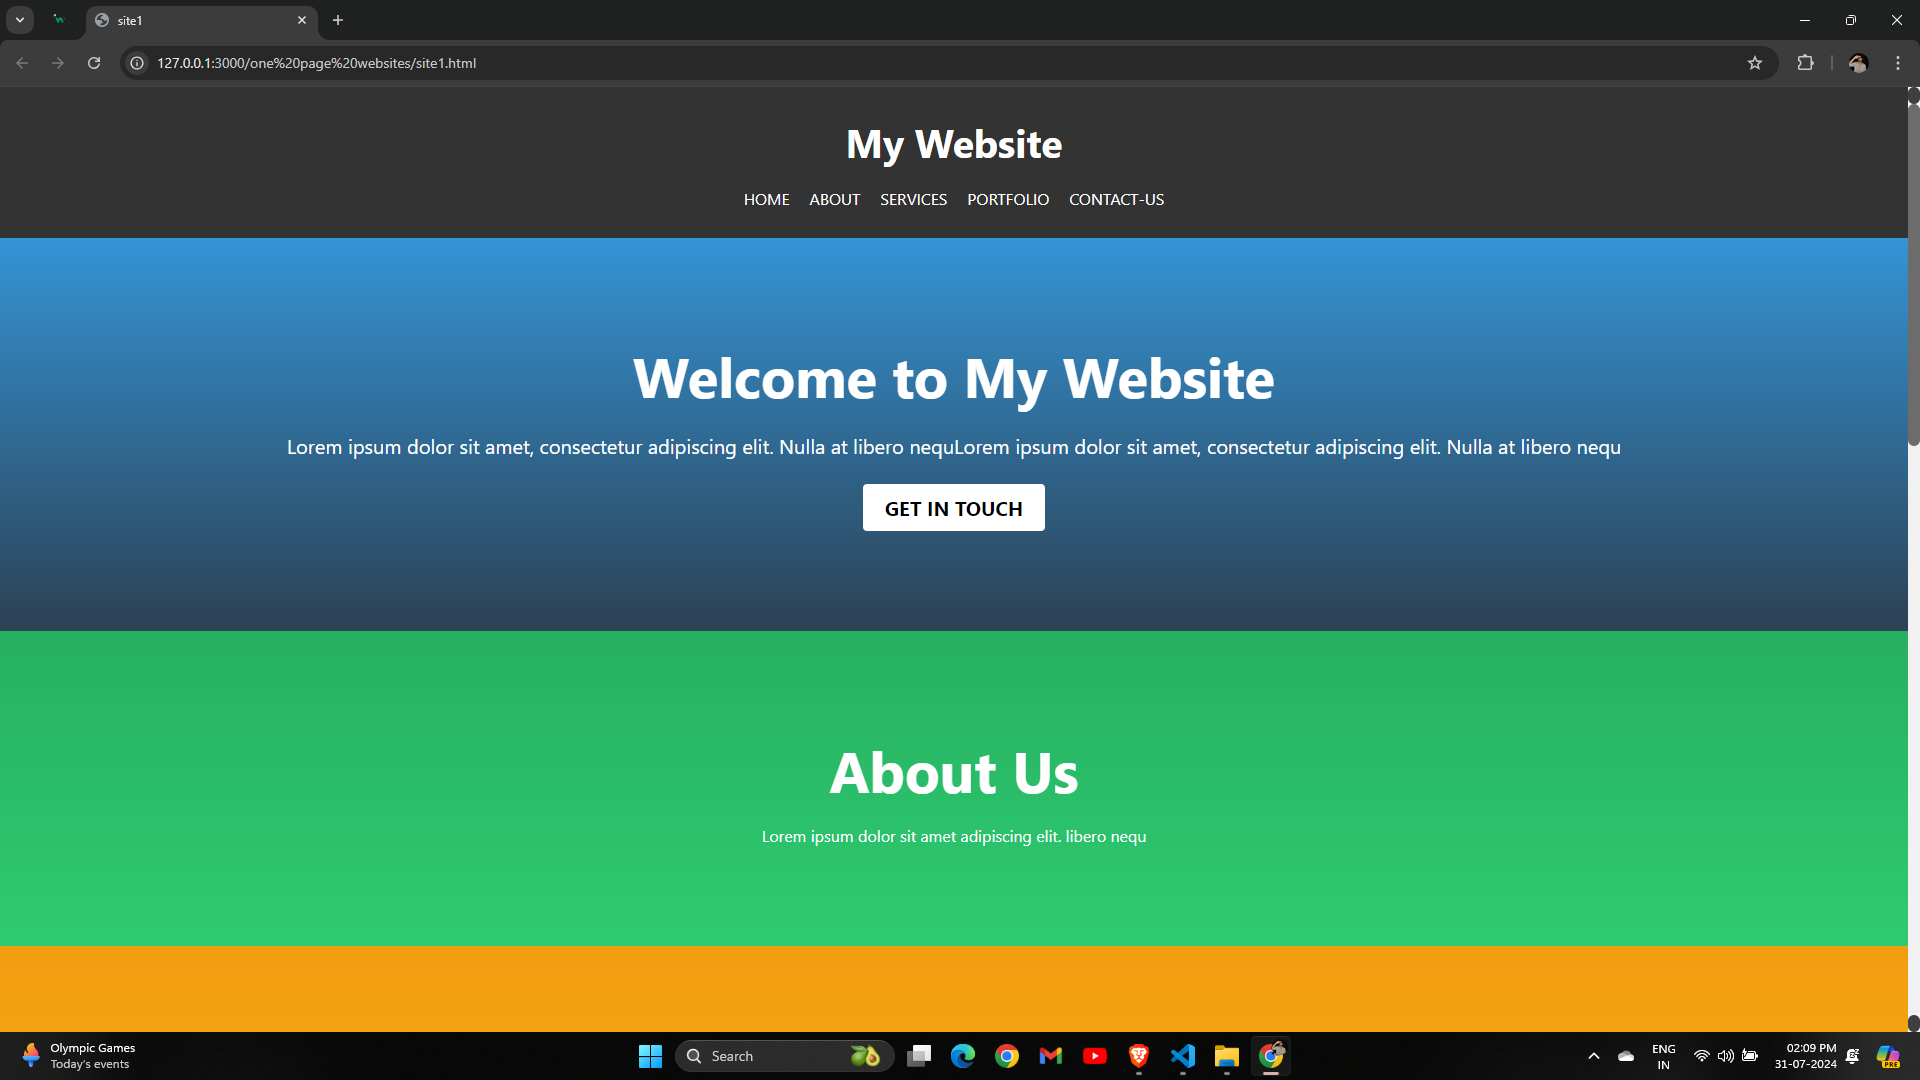 site1
127.0.0.1:3000/one%20page%20websites/site1.html
My Website
HOME ABOUT SERVICES PORTFOLIO CONTACT-US
Welcome to My Website
Lorem ipsum dolor sit amet, consectetur adipiscing elit. Nulla at libero nequLorem ipsum dolor sit amet, consectetur adipiscing elit. Nulla at libero nequ
GET IN TOUCH
About Us
Lorem ipsum dolor sit amet adipiscing elit. libero nequ
Olympic Games
Today's events
Search
ENG
IN
02:09 PM
31-07-2024
PRE